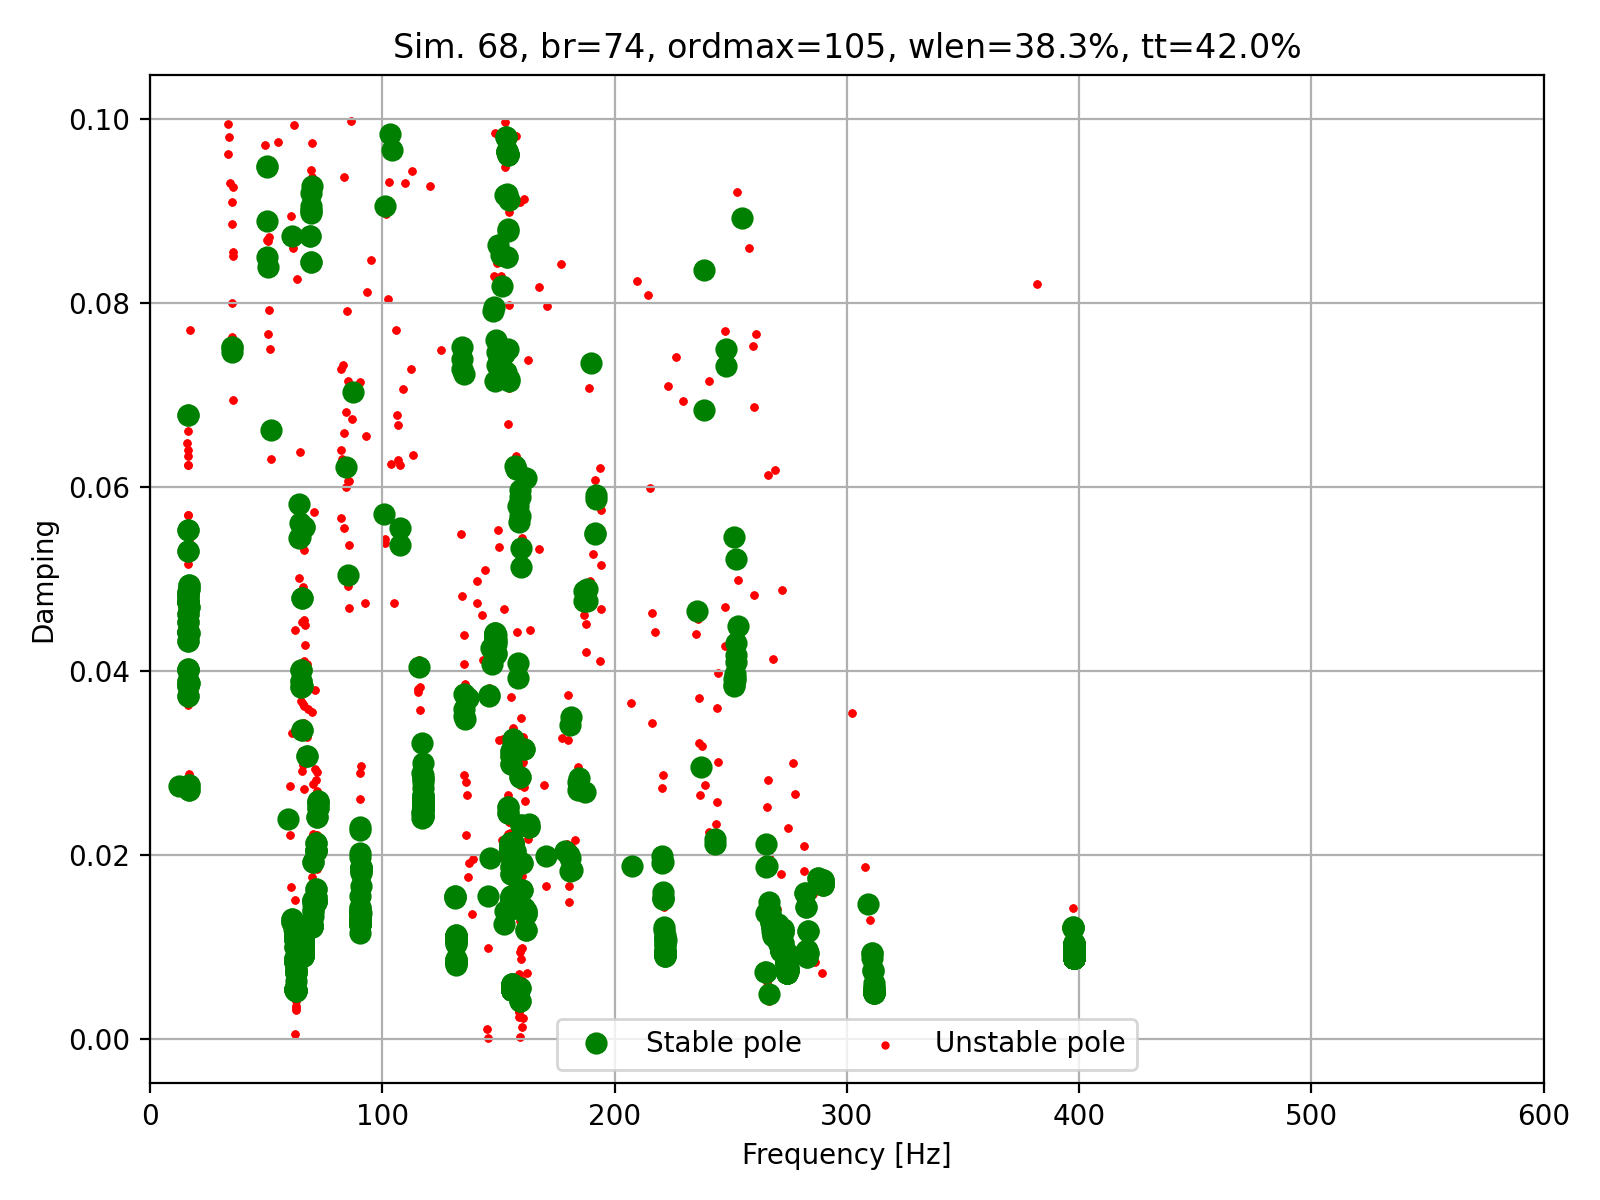 Sim. 68, br=74, ordmax=105, wlen=38.3%, tt=42.0%
0.10
0.08
0.06
0.04
0.02
0.00
Damping
Stable pole
Unstable pole
0
100
200
300
400
500
600
Frequency [Hz]